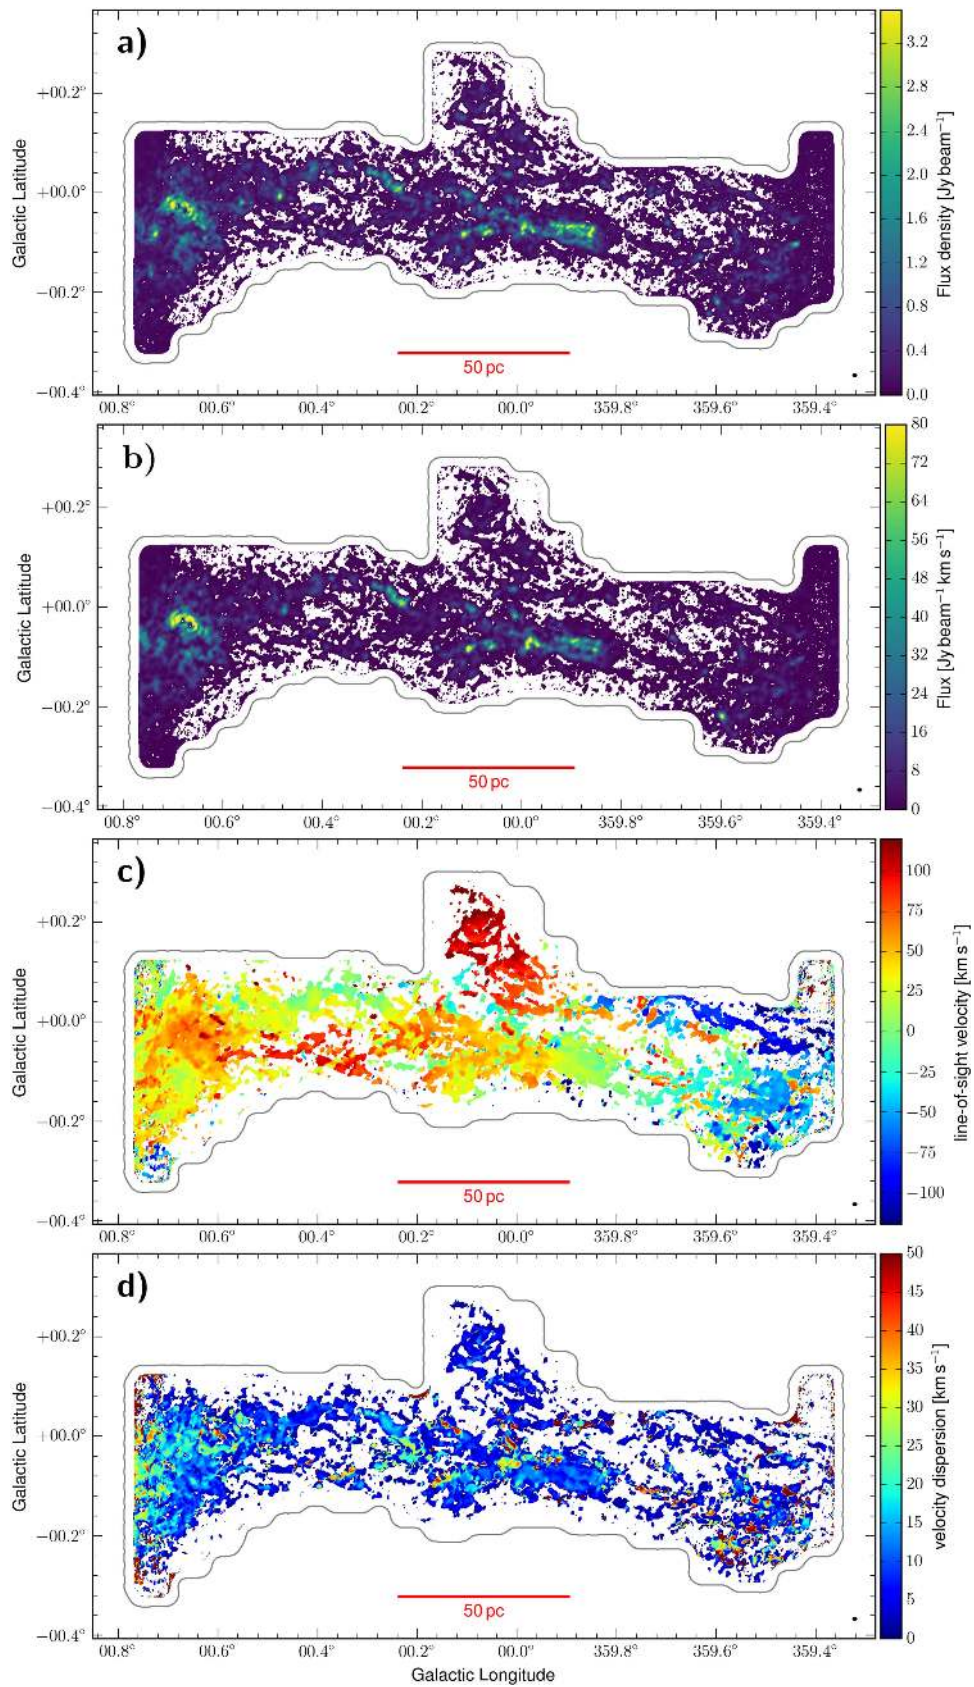 a)
+00.2°
+00.0°
−00.2°
−00.4°
Galactic Latitude
50 pc
00.8° 00.6° 00.4° 00.2° 00.0° 359.8° 359.6° 359.4°
3.2
2.8
2.4
2.0
1.6
1.2
0.8
0.4
0.0
Flux density [Jy beam⁻¹]
b)
+00.2°
+00.0°
−00.2°
−00.4°
Galactic Latitude
50 pc
00.8° 00.6° 00.4° 00.2° 00.0° 359.8° 359.6° 359.4°
80
72
64
56
48
40
32
24
16
8
0
Flux [Jy beam⁻¹ km s⁻¹]
c)
+00.2°
+00.0°
−00.2°
−00.4°
Galactic Latitude
50 pc
00.8° 00.6° 00.4° 00.2° 00.0° 359.8° 359.6° 359.4°
100
75
50
25
0
−25
−50
−75
−100
line-of-sight velocity [km s⁻¹]
d)
+00.2°
+00.0°
−00.2°
−00.4°
Galactic Latitude
50 pc
00.8° 00.6° 00.4° 00.2° 00.0° 359.8° 359.6° 359.4°
Galactic Longitude
50
45
40
35
30
25
20
15
10
5
0
velocity dispersion [km s⁻¹]